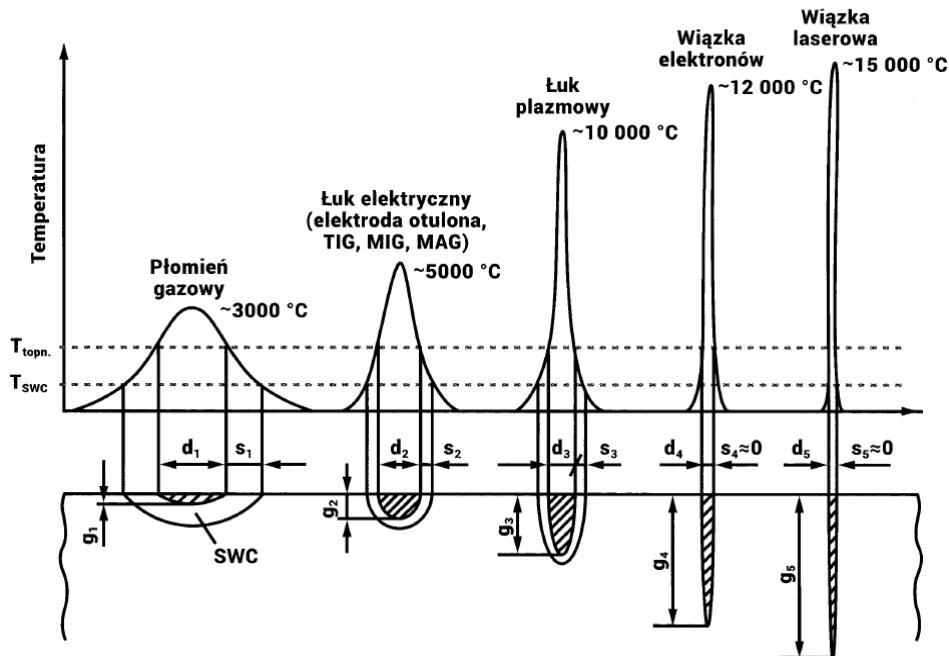 Wiązka
laserowa
~15 000 °C
Wiązka
elektronów
~12 000 °C
Łuk
plazmowy
~10 000 °C
Łuk elektryczny
(elektroda otulona,
TIG, MIG, MAG)
~5000 °C
Płomień
gazowy
~3000 °C
Temperatura
Ttopn.
TSWC
d₁
s₁
d₂
s₂
d₃
s₃
d₄
s₄≈0
d₅
s₅≈0
g₁
SWC
g₂
g₃
g₄
g₅